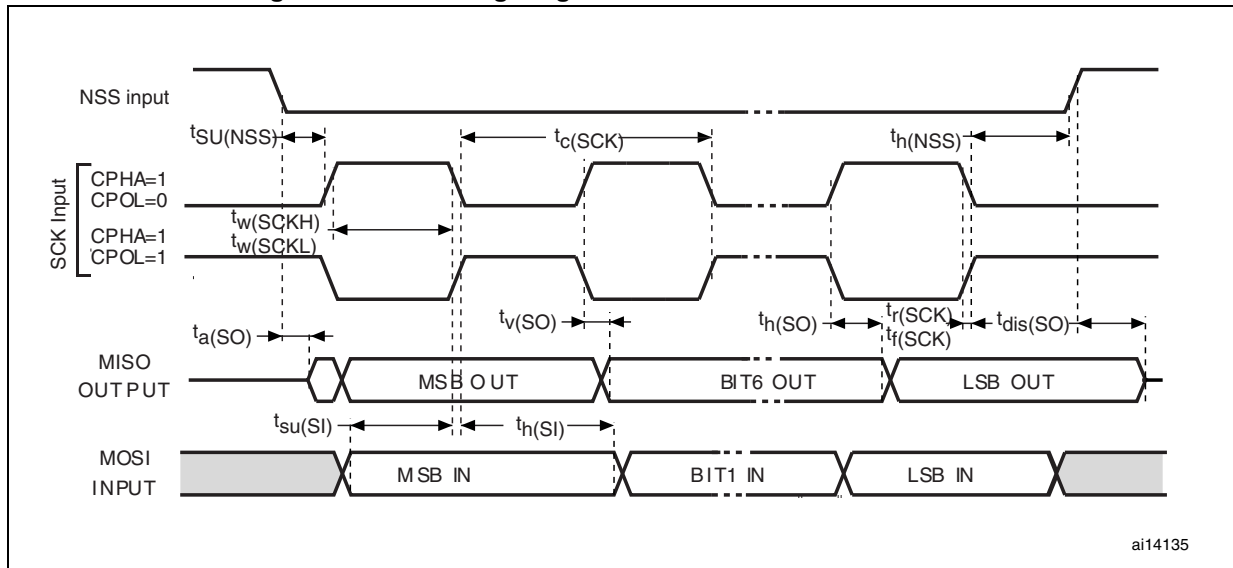 NSS input
tSU(NSS)
tc(SCK)
th(NSS)
SCK Input
CPHA=1
CPOL=0
tw(SCKH)
tw(SCKL)
CPHA=1
CPOL=1
ta(SO)
tv(SO)
th(SO)
tr(SCK)
tf(SCK)
tdis(SO)
MISO
OUTPUT
MSB OUT
BIT6 OUT
LSB OUT
tsu(SI)
th(SI)
MOSI
INPUT
MSB IN
BIT1 IN
LSB IN
ai14135